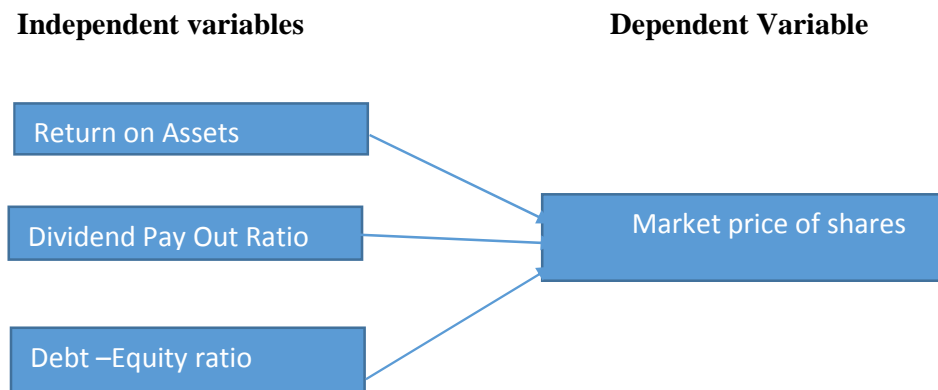 Independent variables
Dependent Variable
Return on Assets
Dividend Pay Out Ratio
Market price of shares
Debt –Equity ratio